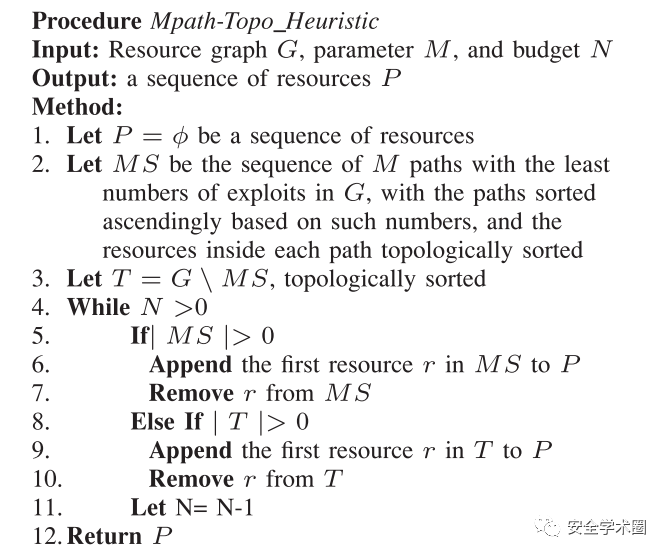 Procedure Mpath-Topo_Heuristic
Input: Resource graph G, parameter M, and budget N
Output: a sequence of resources P
Method:
1. Let P = ϕ be a sequence of resources
2. Let MS be the sequence of M paths with the least
numbers of exploits in G, with the paths sorted
ascendingly based on such numbers, and the
resources inside each path topologically sorted
3. Let T = G \ MS, topologically sorted
4. While N >0
5. If| MS |> 0
6. Append the first resource r in MS to P
7. Remove r from MS
8. Else If | T |> 0
9. Append the first resource r in T to P
10. Remove r from T
11. Let N= N-1
12. Return P
安全学术圈